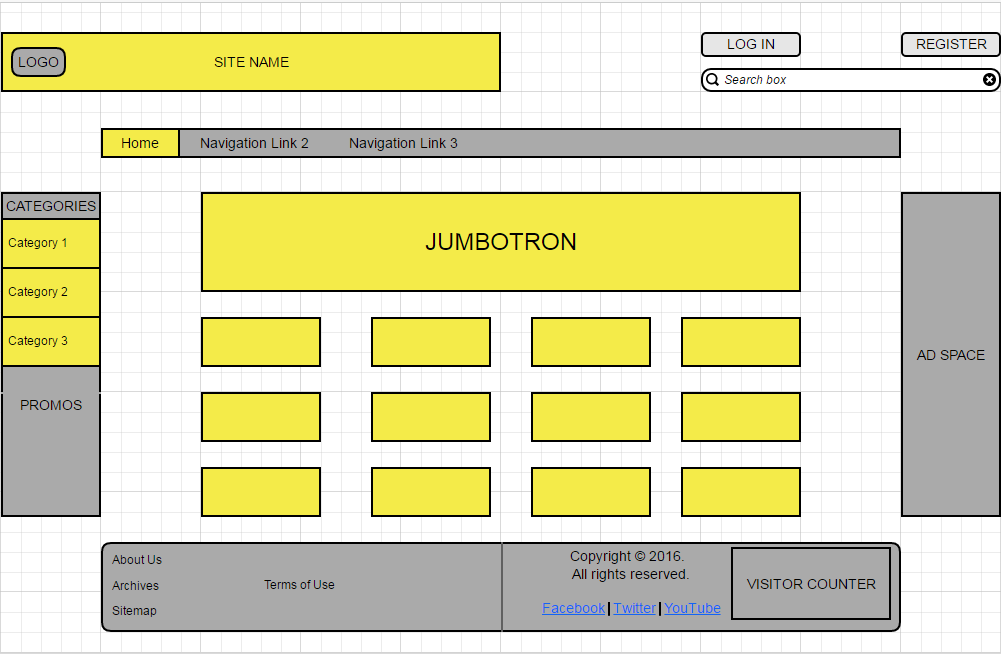 LOGO
SITE NAME
LOG IN
REGISTER
Search box
Home
Navigation Link 2
Navigation Link 3
CATEGORIES
Category 1
Category 2
Category 3
PROMOS
JUMBOTRON
AD SPACE
About Us
Archives
Sitemap
Terms of Use
Copyright © 2016.
All rights reserved.
Facebook | Twitter | YouTube
VISITOR COUNTER